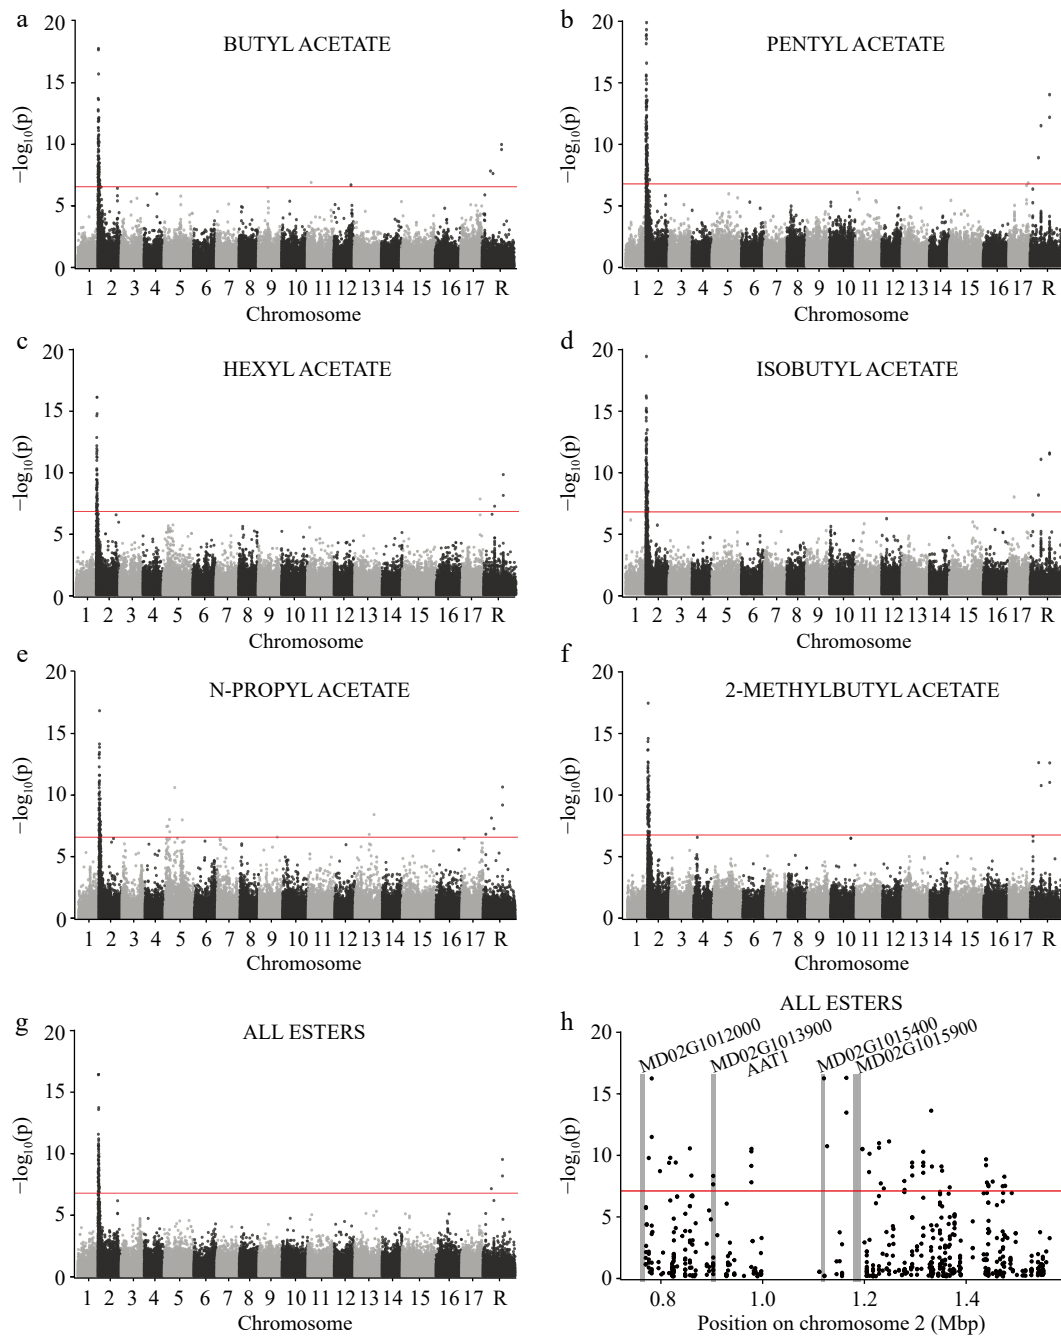 a
BUTYL ACETATE
20
15
10
5
0
−log10(p)
1 2 3 4 5 6 7 8 9 10 11 12 13 14 16 17 R
Chromosome
b
PENTYL ACETATE
20
15
10
5
0
−log10(p)
1 2 3 4 5 6 7 8 9 10 11 12 13 14 15 16 17 R
Chromosome
c
HEXYL ACETATE
20
15
10
5
0
−log10(p)
1 2 3 4 5 6 7 8 9 10 11 12 13 14 16 17 R
Chromosome
d
ISOBUTYL ACETATE
20
15
10
5
0
−log10(p)
1 2 3 4 5 6 7 8 9 10 11 12 13 14 15 16 17 R
Chromosome
e
N-PROPYL ACETATE
20
15
10
5
0
−log10(p)
1 2 3 4 5 6 7 8 9 10 11 12 13 14 16 17 R
Chromosome
f
2-METHYLBUTYL ACETATE
20
15
10
5
0
−log10(p)
1 2 3 4 5 6 7 8 9 10 11 12 13 14 15 16 17 R
Chromosome
g
ALL ESTERS
20
15
10
5
0
−log10(p)
1 2 3 4 5 6 7 8 9 10 11 12 13 14 16 17 R
Chromosome
h
ALL ESTERS
MD02G1012000
MD02G1013900
AAT1
MD02G1015400
MD02G1015900
20
15
10
5
0
−log10(p)
0.8 1.0 1.2 1.4
Position on chromosome 2 (Mbp)